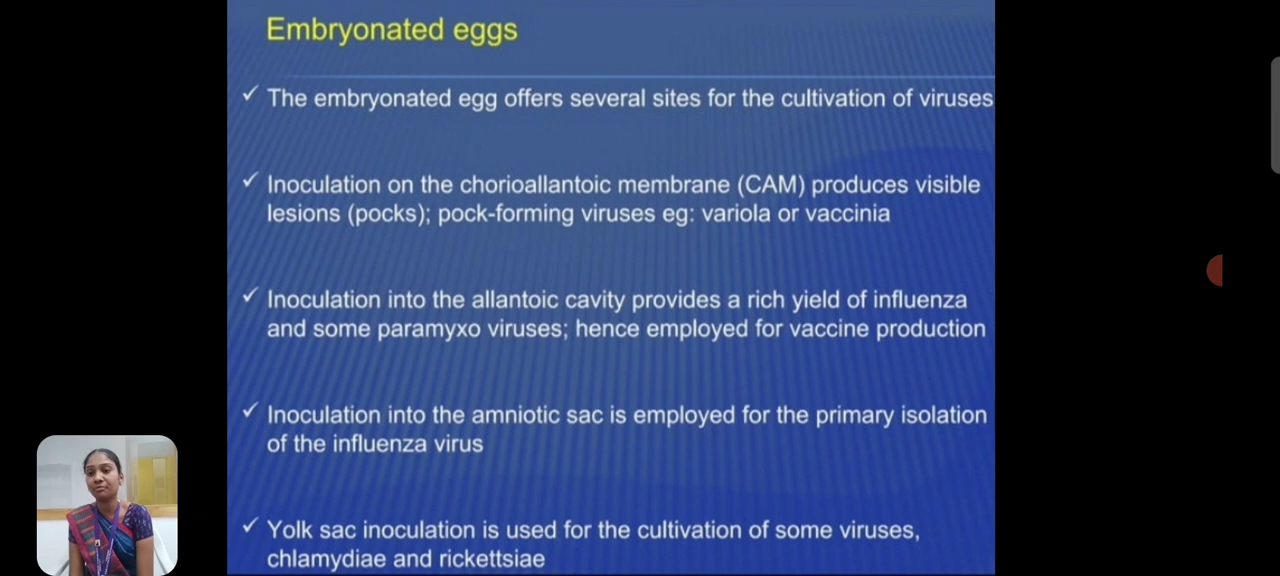 Embryonated eggs
✓ The embryonated egg offers several sites for the cultivation of viruses
✓ Inoculation on the chorioallantoic membrane (CAM) produces visible
lesions (pocks); pock-forming viruses eg: variola or vaccinia
✓ Inoculation into the allantoic cavity provides a rich yield of influenza
and some paramyxo viruses; hence employed for vaccine production
✓ Inoculation into the amniotic sac is employed for the primary isolation
of the influenza virus
✓ Yolk sac inoculation is used for the cultivation of some viruses,
chlamydiae and rickettsiae